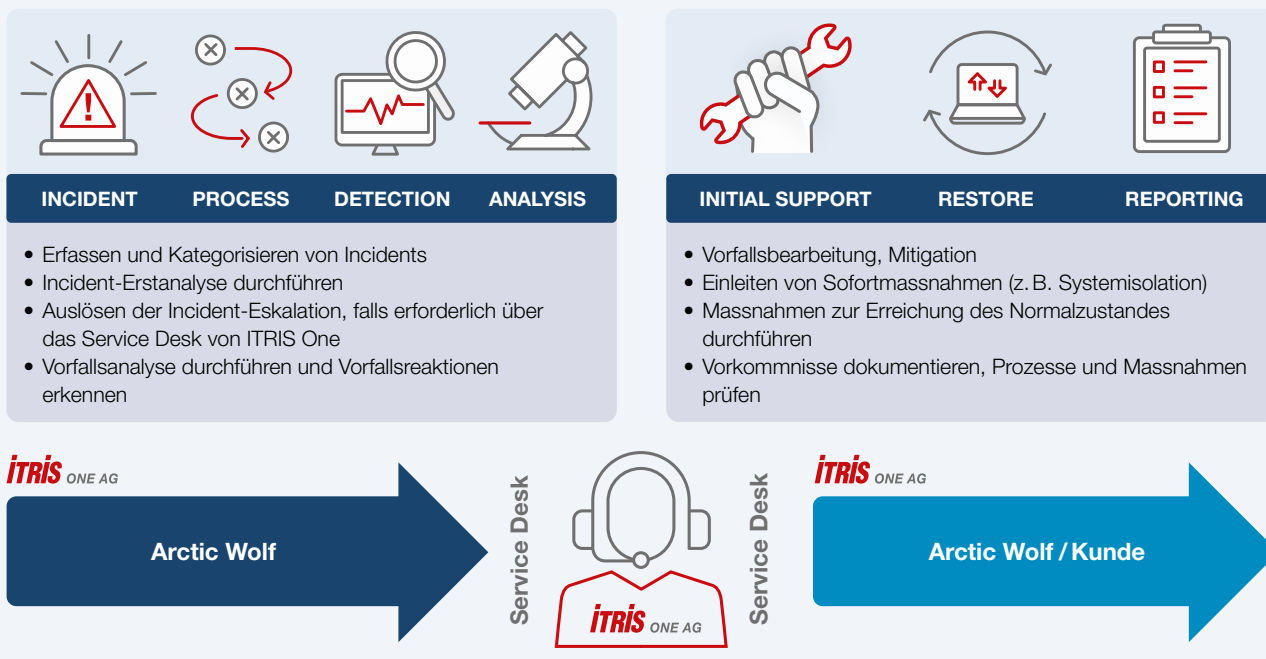 INCIDENT PROCESS DETECTION ANALYSIS
• Erfassen und Kategorisieren von Incidents
• Incident-Erstanalyse durchführen
• Auslösen der Incident-Eskalation, falls erforderlich über
das Service Desk von ITRIS One
• Vorfallsanalyse durchführen und Vorfallsreaktionen
erkennen
INITIAL SUPPORT RESTORE REPORTING
• Vorfallsbearbeitung, Mitigation
• Einleiten von Sofortmassnahmen (z. B. Systemisolation)
• Massnahmen zur Erreichung des Normalzustandes
durchführen
• Vorkommnisse dokumentieren, Prozesse und Massnahmen
prüfen
iTRiS ONE AG
Arctic Wolf
Service Desk
iTRiS ONE AG
Service Desk
iTRiS ONE AG
Arctic Wolf / Kunde